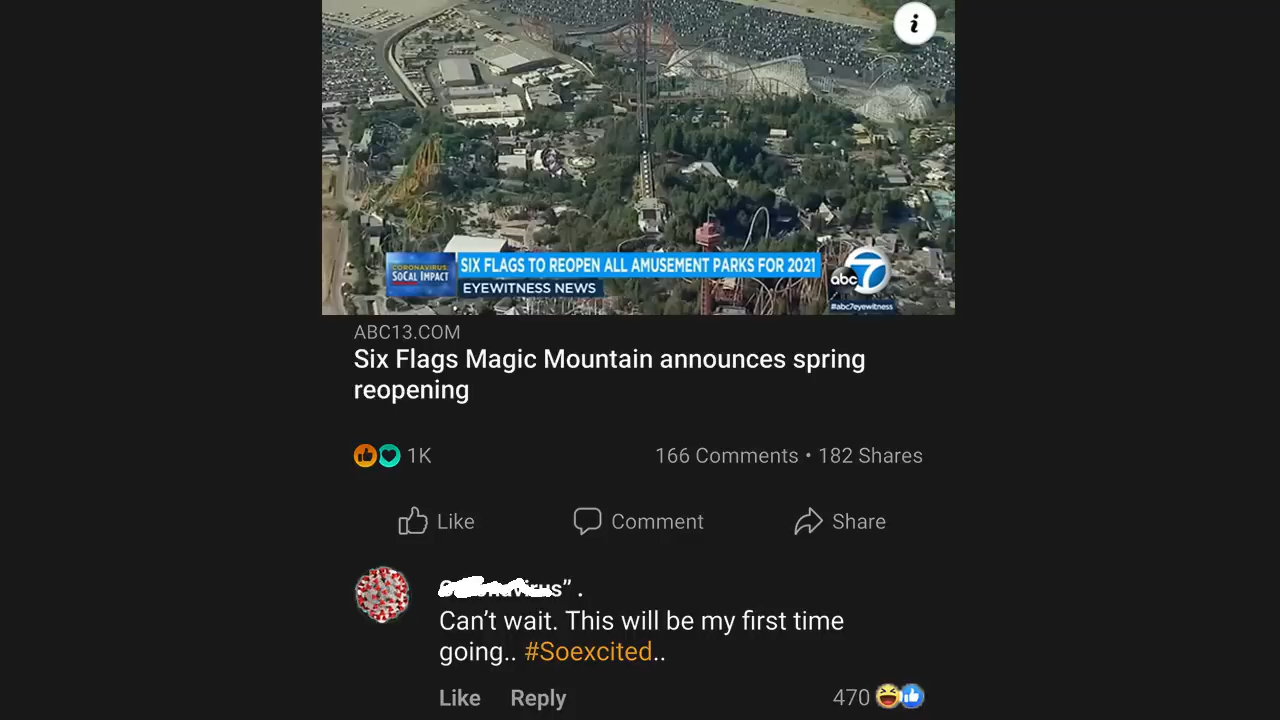 i
CORONAVIRUS:
SOCAL IMPACT
SIX FLAGS TO REOPEN ALL AMUSEMENT PARKS FOR 2021
EYEWITNESS NEWS
abc 7
#abc7eyewitness
ABC13.COM
Six Flags Magic Mountain announces spring
reopening
1K
166 Comments • 182 Shares
Like
Comment
Share
Can't wait. This will be my first time
going.. #Soexcited..
Like Reply
470